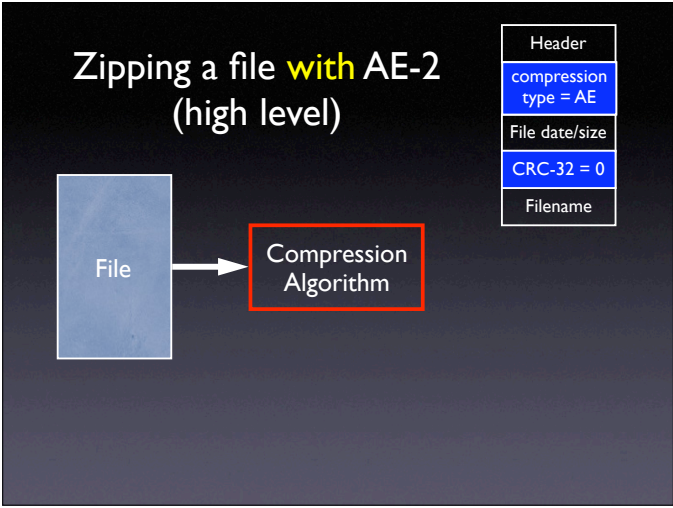 Zipping a file with AE-2
(high level)
Header
compression
type = AE
File date/size
CRC-32 = 0
Filename
File
Compression
Algorithm